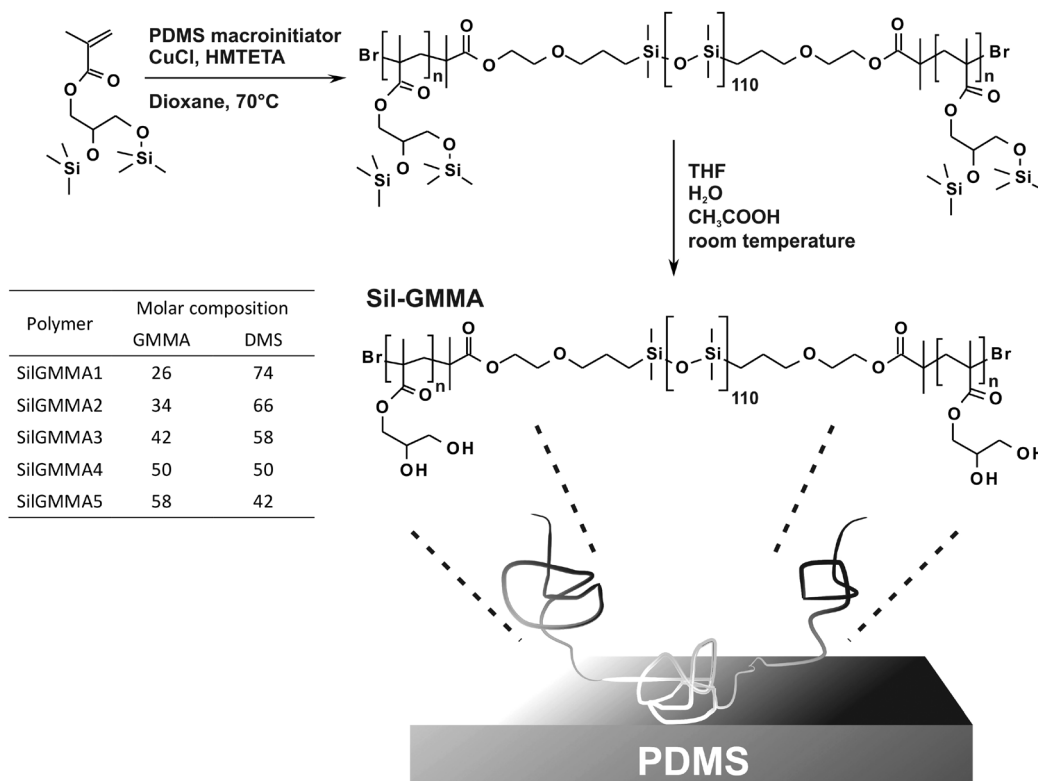 PDMS macroinitiator
CuCl, HMTETA
Dioxane, 70°C
O
O
O
O
Si
Si
Br
n
O
O
O
O
O
Si
Si
O
Si
Si
110
O
O
O
Br
n
O
O
O
O
Si
Si
THF
H₂O
CH₃COOH
room temperature
Polymer Molar composition
GMMA DMS
SilGMMA1 26 74
SilGMMA2 34 66
SilGMMA3 42 58
SilGMMA4 50 50
SilGMMA5 58 42
Sil-GMMA
Br
n
O
O
O
O
O
OH
OH
Si
O
Si
110
O
O
O
Br
n
O
O
OH
OH
PDMS